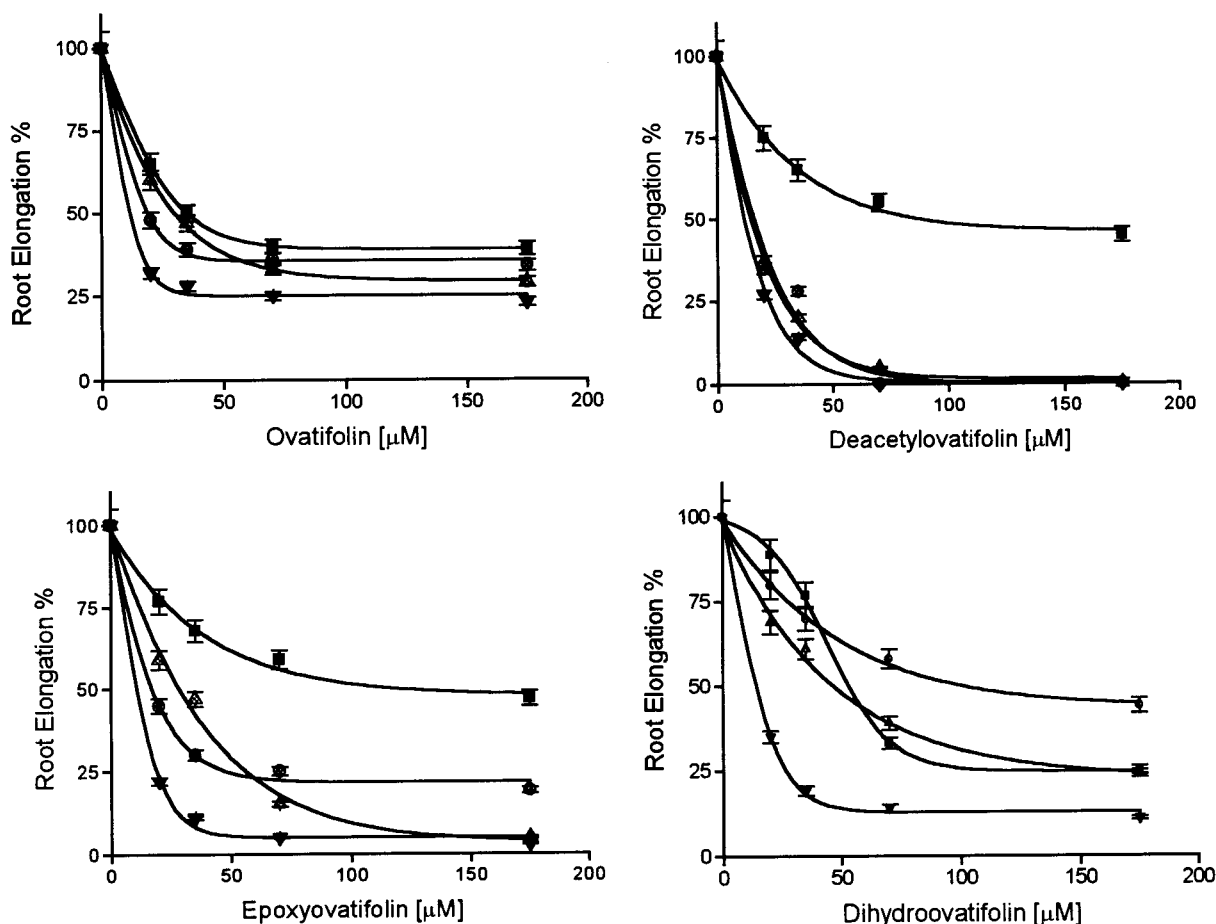 Root Elongation %
100
75
50
25
0
0 50 100 150 200
Ovatifolin [μM]
Root Elongation %
100
75
50
25
0
0 50 100 150 200
Deacetylovatifolin [μM]
Root Elongation %
100
75
50
25
0
0 50 100 150 200
Epoxyovatifolin [μM]
Root Elongation %
100
75
50
25
0
0 50 100 150 200
Dihydroovatifolin [μM]